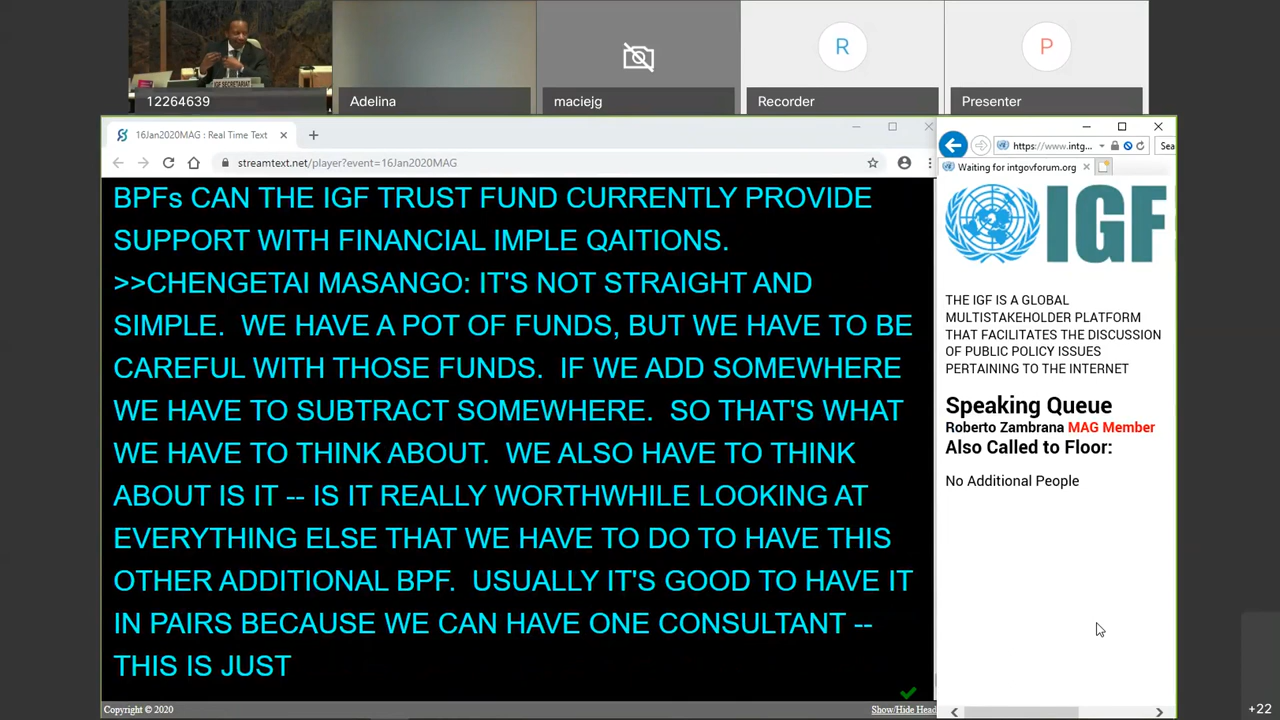 IGF SECRETARIAT
12264639
Adelina
maciejg
R
Recorder
P
Presenter
16Jan2020MAG : Real Time Text
streamtext.net/player?event=16Jan2020MAG
BPFs CAN THE IGF TRUST FUND CURRENTLY PROVIDE
SUPPORT WITH FINANCIAL IMPLE QAITIONS.
>>CHENGETAI MASANGO: IT'S NOT STRAIGHT AND
SIMPLE. WE HAVE A POT OF FUNDS, BUT WE HAVE TO BE
CAREFUL WITH THOSE FUNDS. IF WE ADD SOMEWHERE
WE HAVE TO SUBTRACT SOMEWHERE. SO THAT'S WHAT
WE HAVE TO THINK ABOUT. WE ALSO HAVE TO THINK
ABOUT IS IT -- IS IT REALLY WORTHWHILE LOOKING AT
EVERYTHING ELSE THAT WE HAVE TO DO TO HAVE THIS
OTHER ADDITIONAL BPF. USUALLY IT'S GOOD TO HAVE IT
IN PAIRS BECAUSE WE CAN HAVE ONE CONSULTANT --
THIS IS JUST
Copyright © 2020
Show/Hide Head
https://www.intg...
Sea
Waiting for intgovforum.org
IGF
THE IGF IS A GLOBAL
MULTISTAKEHOLDER PLATFORM
THAT FACILITATES THE DISCUSSION
OF PUBLIC POLICY ISSUES
PERTAINING TO THE INTERNET
Speaking Queue
Roberto Zambrana MAG Member
Also Called to Floor:
No Additional People
+22